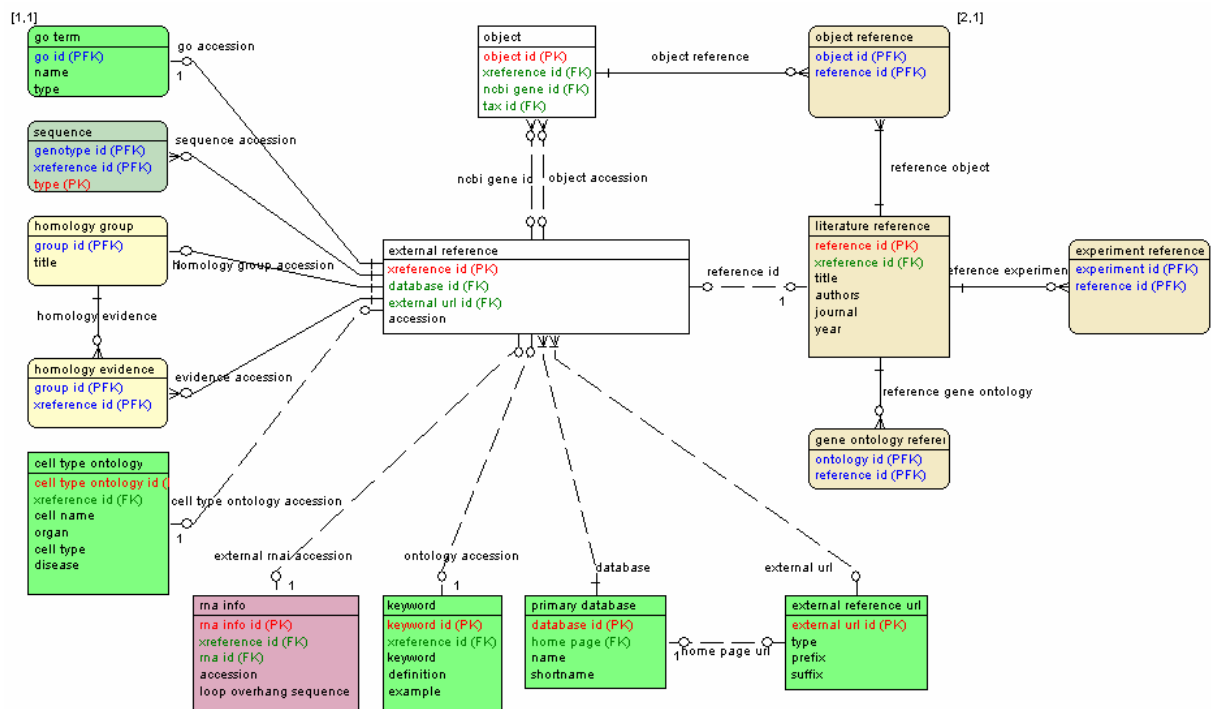 [1,1]
[2,1]
go term
go id (PFK)
name
type
go accession
1
object
object id (PK)
xreference id (FK)
ncbi gene id (FK)
tax id (FK)
object reference
object reference
object id (PFK)
reference id (PFK)
sequence
genotype id (PFK)
xreference id (PFK)
type (PK)
sequence accession
ncbi gene id
object accession
reference object
homology group
group id (PFK)
title
Homology group accession
external reference
xreference id (PK)
database id (FK)
external url id (FK)
accession
reference id
1
literature reference
reference id (PK)
xreference id (FK)
title
authors
journal
year
eference experiment
experiment reference
experiment id (PFK)
reference id (PFK)
homology evidence
homology evidence
group id (PFK)
xreference id (PFK)
evidence accession
reference gene ontology
gene ontology referen
ontology id (PFK)
reference id (PFK)
cell type ontology
cell type ontology id (
xreference id (FK)
cell name
organ
cell type
disease
cell type ontology accession
1
external rnai accession
1
ontology accession
1
database
external url
rna info
rna info id (PK)
xreference id (FK)
rna id (FK)
accession
loop overhang sequence
keyword
keyword id (PK)
xreference id (FK)
keyword
definition
example
primary database
database id (PK)
home page (FK)
name
shortname
1
home page url
external reference url
external url id (PK)
type
prefix
suffix